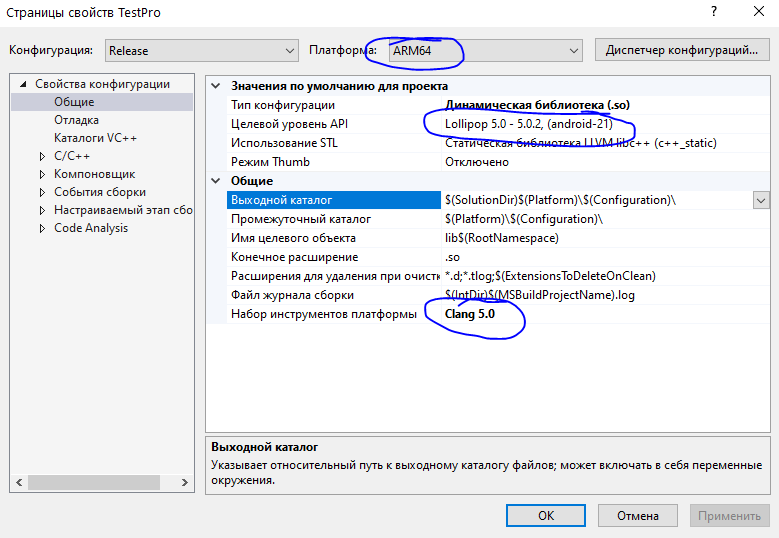 Страницы свойств TestPro
Конфигурация: Release Платформа: ARM64 Диспетчер конфигураций...
Свойства конфигурации
Общие
Отладка
Каталоги VC++
C/C++
Компоновщик
События сборки
Настраиваемый этап сбо
Code Analysis
Значения по умолчанию для проекта
Тип конфигурации Динамическая библиотека (.so)
Целевой уровень API Lollipop 5.0 - 5.0.2, (android-21)
Использование STL Статическая библиотека LLVM libc++ (c++_static)
Режим Thumb Отключено
Общие
Выходной каталог $(SolutionDir)$(Platform)\$(Configuration)\
Промежуточный каталог $(Platform)\$(Configuration)\
Имя целевого объекта lib$(RootNamespace)
Конечное расширение .so
Расширения для удаления при очистк *.d;*.tlog;$(ExtensionsToDeleteOnClean)
Файл журнала сборки $(IntDir)$(MSBuildProjectName).log
Набор инструментов платформы Clang 5.0
Выходной каталог
Указывает относительный путь к выходному каталогу файлов; может включать в себя переменные
окружения.
ОК Отмена Применить